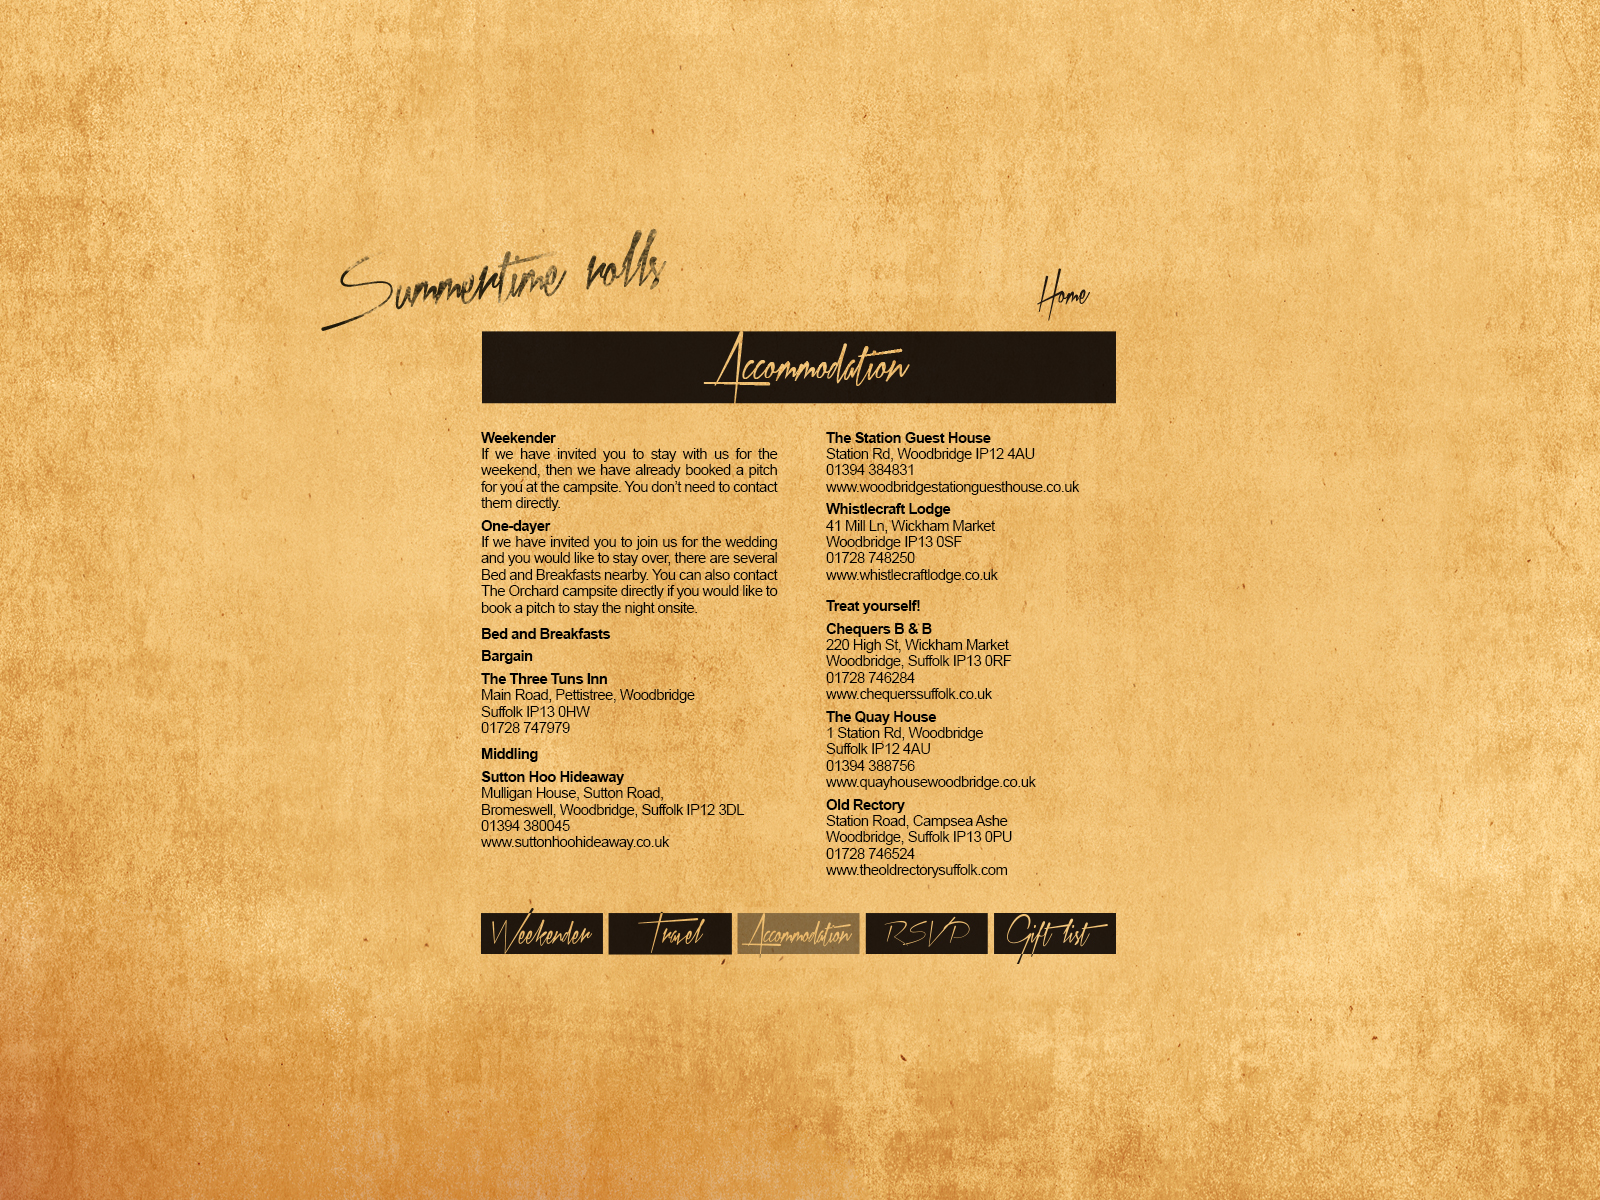 Summertime rolls
Home
Accommodation
Weekender
If we have invited you to stay with us for the
weekend, then we have already booked a pitch
for you at the campsite. You don't need to contact
them directly.
One-dayer
If we have invited you to join us for the wedding
and you would like to stay over, there are several
Bed and Breakfasts nearby. You can also contact
The Orchard campsite directly if you would like to
book a pitch to stay the night onsite.
Bed and Breakfasts
Bargain
The Three Tuns Inn
Main Road, Pettistree, Woodbridge
Suffolk IP13 0HW
01728 747979
Middling
Sutton Hoo Hideaway
Mulligan House, Sutton Road,
Bromeswell, Woodbridge, Suffolk IP12 3DL
01394 380045
www.suttonhoohideaway.co.uk
The Station Guest House
Station Rd, Woodbridge IP12 4AU
01394 384831
www.woodbridgestationguesthouse.co.uk
Whistlecraft Lodge
41 Mill Ln, Wickham Market
Woodbridge IP13 0SF
01728 748250
www.whistlecraftlodge.co.uk
Treat yourself!
Chequers B & B
220 High St, Wickham Market
Woodbridge, Suffolk IP13 0RF
01728 746284
www.chequerssuffolk.co.uk
The Quay House
1 Station Rd, Woodbridge
Suffolk IP12 4AU
01394 388756
www.quayhousewoodbridge.co.uk
Old Rectory
Station Road, Campsea Ashe
Woodbridge, Suffolk IP13 0PU
01728 746524
www.theoldrectorysuffolk.com
Weekender
Travel
Accommodation
RSVP
Gift list